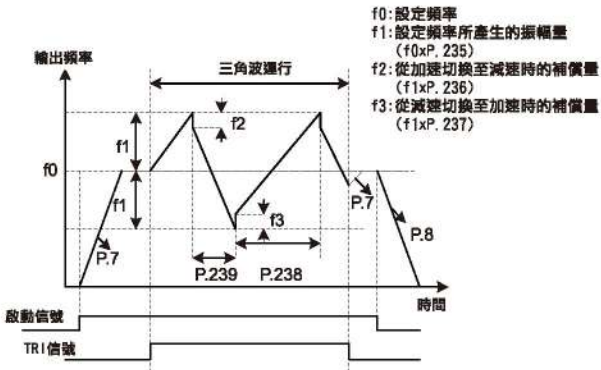 f0:設定頻率
f1:設定頻率所產生的振幅量
(f0xP.235)
f2:從加速切換至減速時的補償量
(f1xP.236)
f3:從減速切換至加速時的補償量
(f1xP.237)
輸出頻率
三角波運行
f2
f1
f0
f1
f3
P.7
P.8
P.7
P.239
P.238
時間
啟動信號
TRI信號